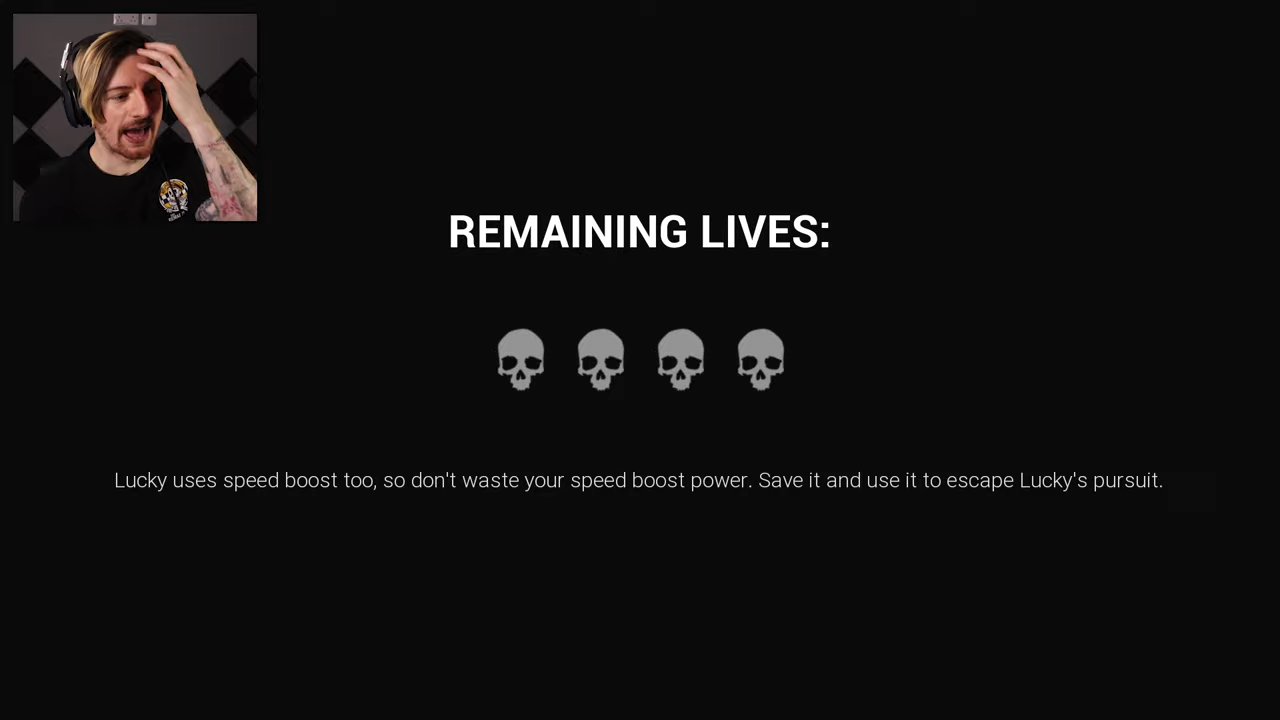 REMAINING LIVES:
Lucky uses speed boost too, so don't waste your speed boost power. Save it and use it to escape Lucky's pursuit.